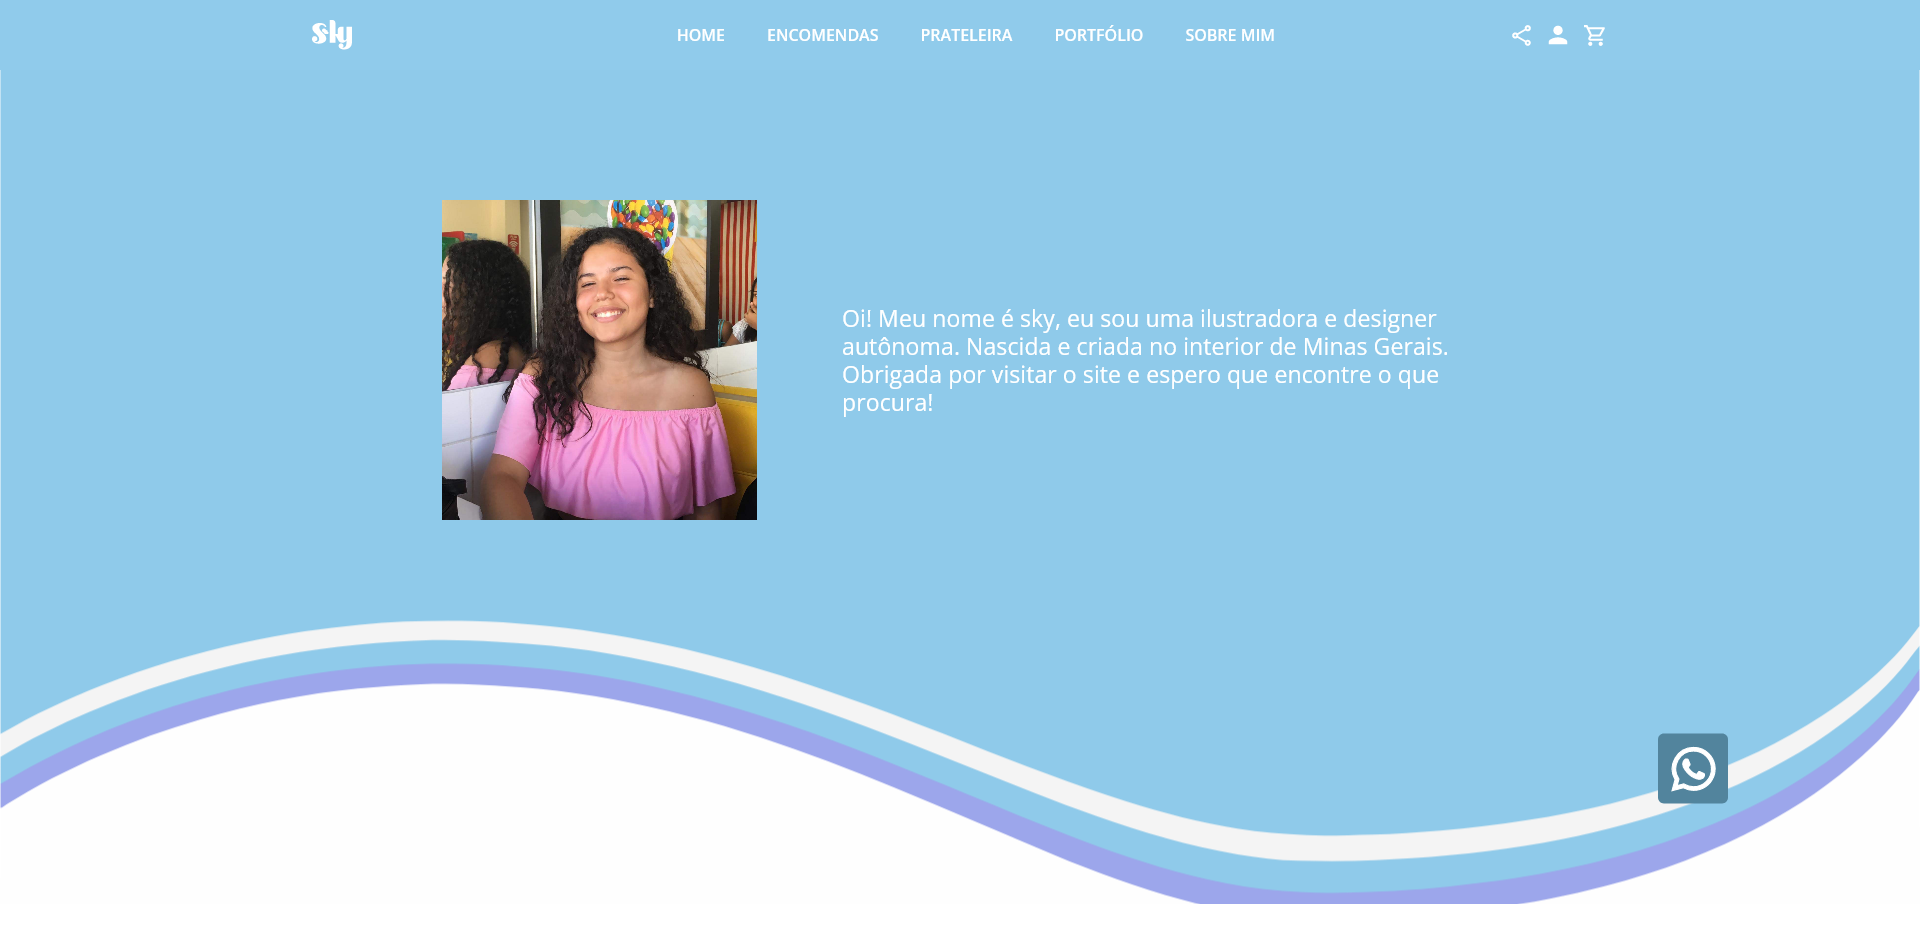 sky
HOME ENCOMENDAS PRATELEIRA PORTFÓLIO SOBRE MIM
Oi! Meu nome é sky, eu sou uma ilustradora e designer
autônoma. Nascida e criada no interior de Minas Gerais.
Obrigada por visitar o site e espero que encontre o que
procura!